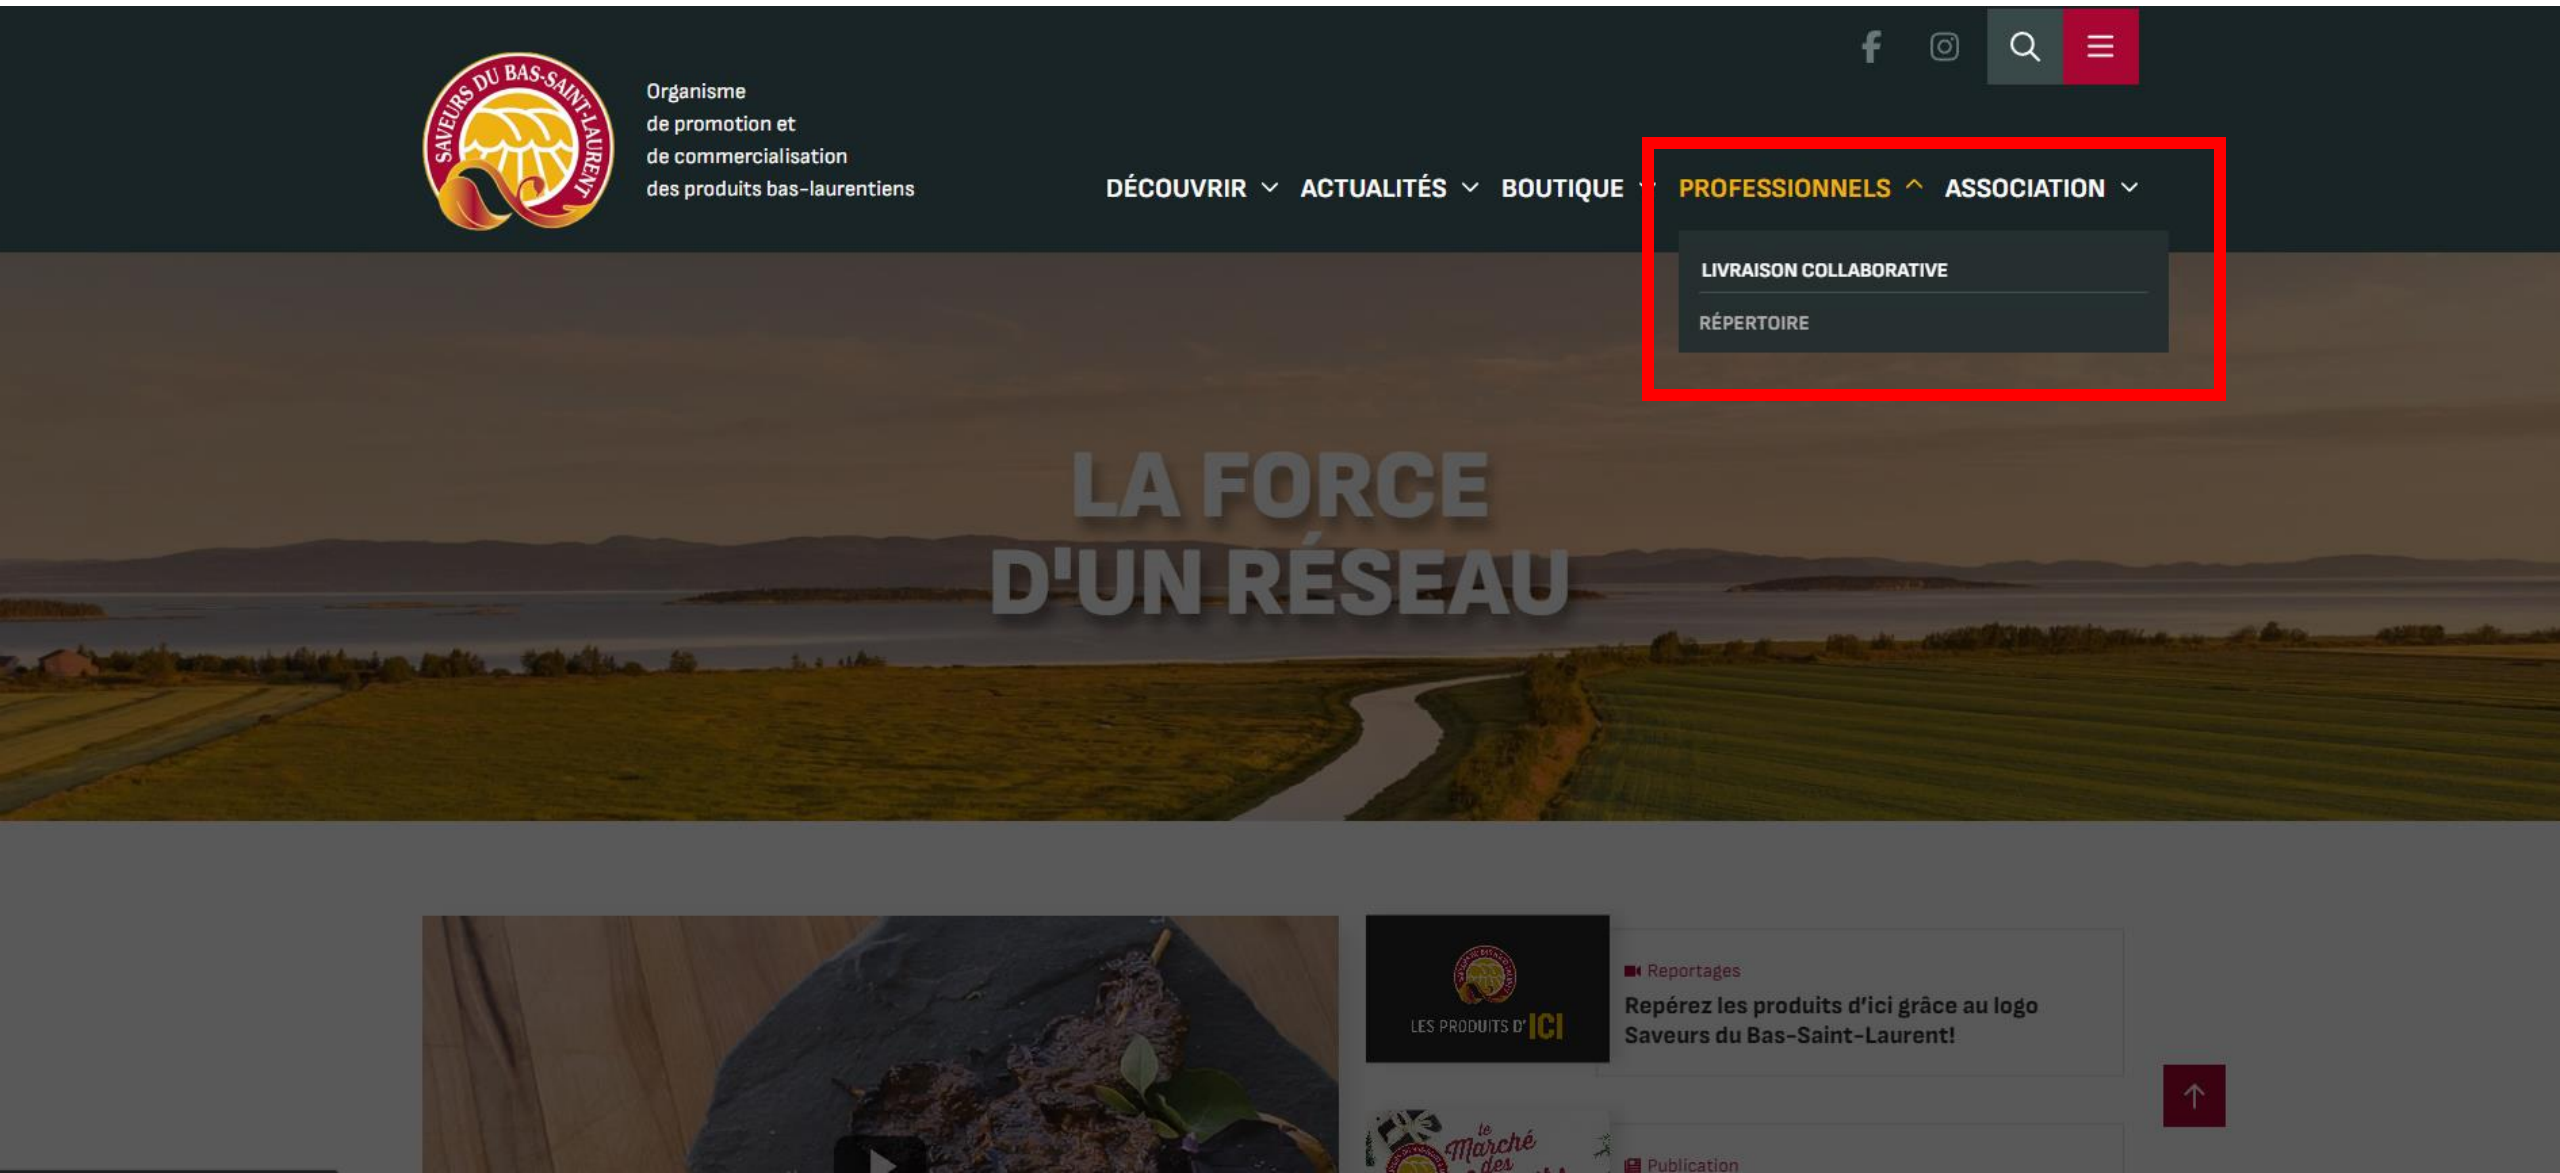 SAVEURS DU BAS-SAINT-LAURENT
Organisme
de promotion et
de commercialisation
des produits bas-laurentiens
DÉCOUVRIR
ACTUALITÉS
BOUTIQUE
PROFESSIONNELS
ASSOCIATION
LIVRAISON COLLABORATIVE
RÉPERTOIRE
LA FORCE
D'UN RÉSEAU
LES PRODUITS D'ICI
Reportages
Repérez les produits d'ici grâce au logo
Saveurs du Bas-Saint-Laurent!
le
Marché
des
Publication